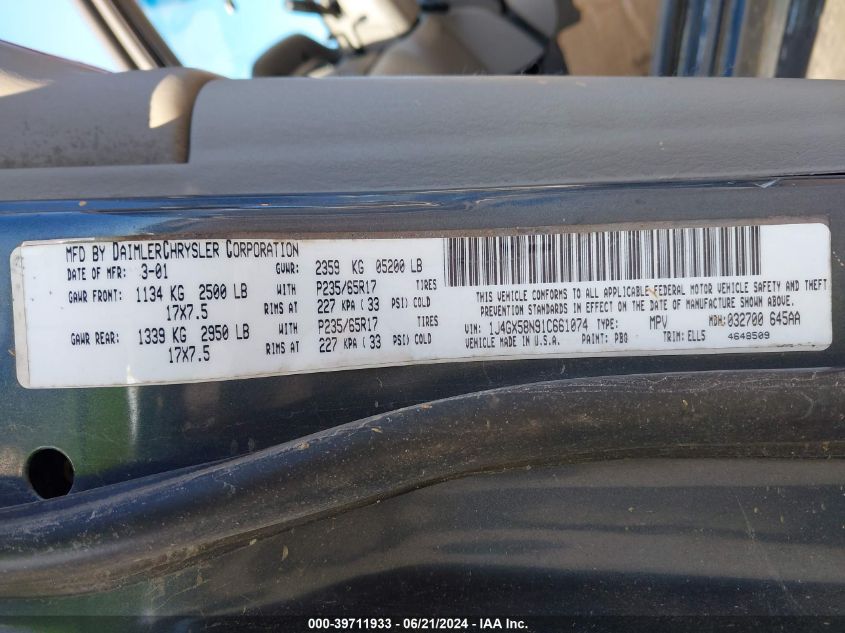 MFD BY DAIMLERCHRYSLER CORPORATION
DATE OF MFR 3-01 GVWR: 2359 KG 05200 LB
GAWR FRONT: 1134 KG 2500 LB WITH P235/65R17 TIRES
17X7.5 RIMS AT 227 KPA ( 33 PSI) COLD
GAWR REAR: 1339 KG 2950 LB WITH P235/65R17 TIRES
17X7.5 RIMS AT 227 KPA ( 33 PSI) COLD
THIS VEHICLE CONFORMS TO ALL APPLICABLE FEDERAL MOTOR VEHICLE SAFETY AND THEFT
PREVENTION STANDARDS IN EFFECT ON THE DATE OF MANUFACTURE SHOWN ABOVE.
VIN: 1J4GX58N91C661074 TYPE: MPV MDH: 032700 645AA
VEHICLE MADE IN U.S.A. PAINT: PBQ TRIM: ELL5 4648509
000-39711933 - 06/21/2024 - IAA Inc.